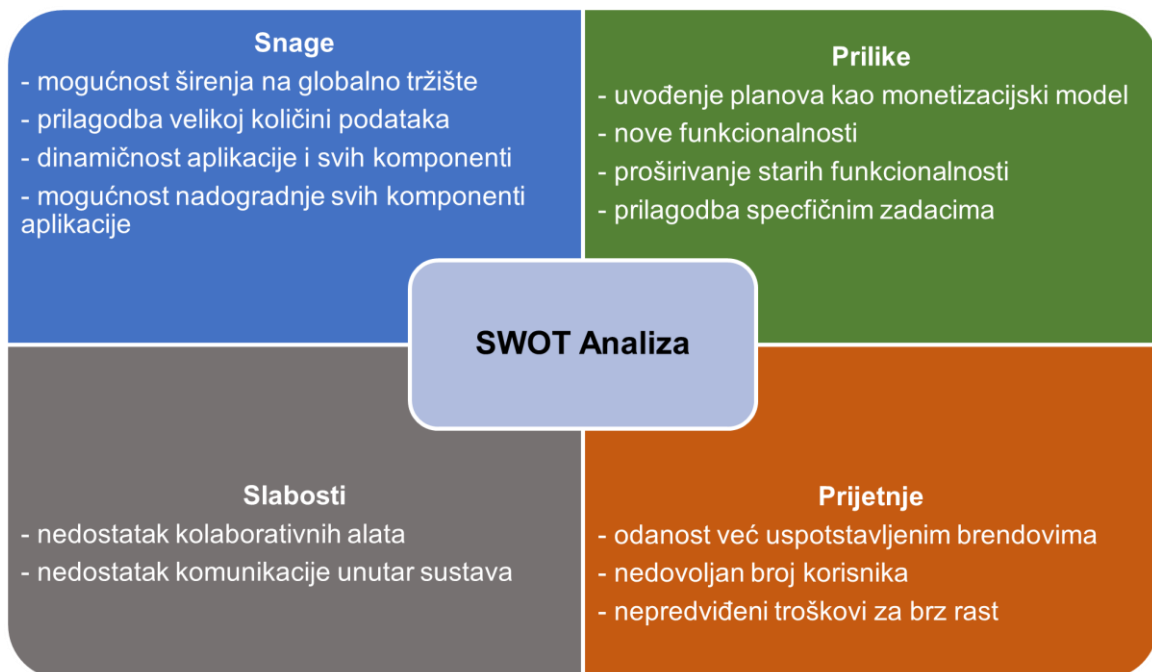 Snage
- mogućnost širenja na globalno tržište
- prilagodba velikoj količini podataka
- dinamičnost aplikacije i svih komponenti
- mogućnost nadogradnje svih komponenti
aplikacije
Prilike
- uvođenje planova kao monetizacijski model
- nove funkcionalnosti
- proširivanje starih funkcionalnosti
- prilagodba specfičnim zadacima
SWOT Analiza
Slabosti
- nedostatak kolaborativnih alata
- nedostatak komunikacije unutar sustava
Prijetnje
- odanost već uspotstavljenim brendovima
- nedovoljan broj korisnika
- nepredviđeni troškovi za brz rast